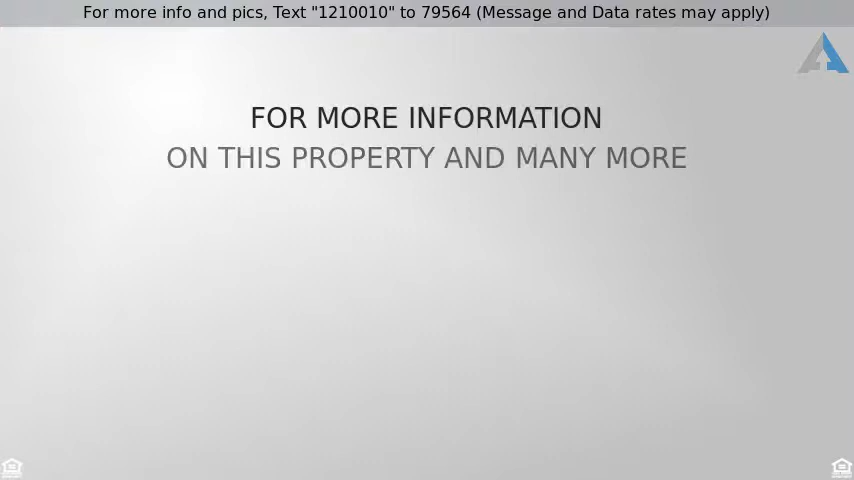 For more info and pics, Text "1210010" to 79564 (Message and Data rates may apply)
FOR MORE INFORMATION
ON THIS PROPERTY AND MANY MORE